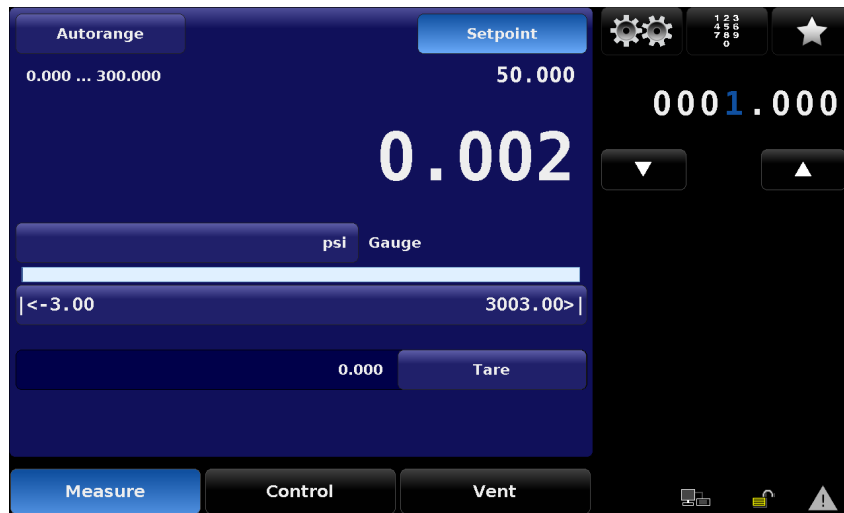 Autorange Setpoint
0.000 ... 300.000 50.000
0.002
psi Gauge
|<-3.00 3003.00>|
0.000 Tare
Measure Control Vent
1 2 3
4 5 6
7 8 9
0
0001.000